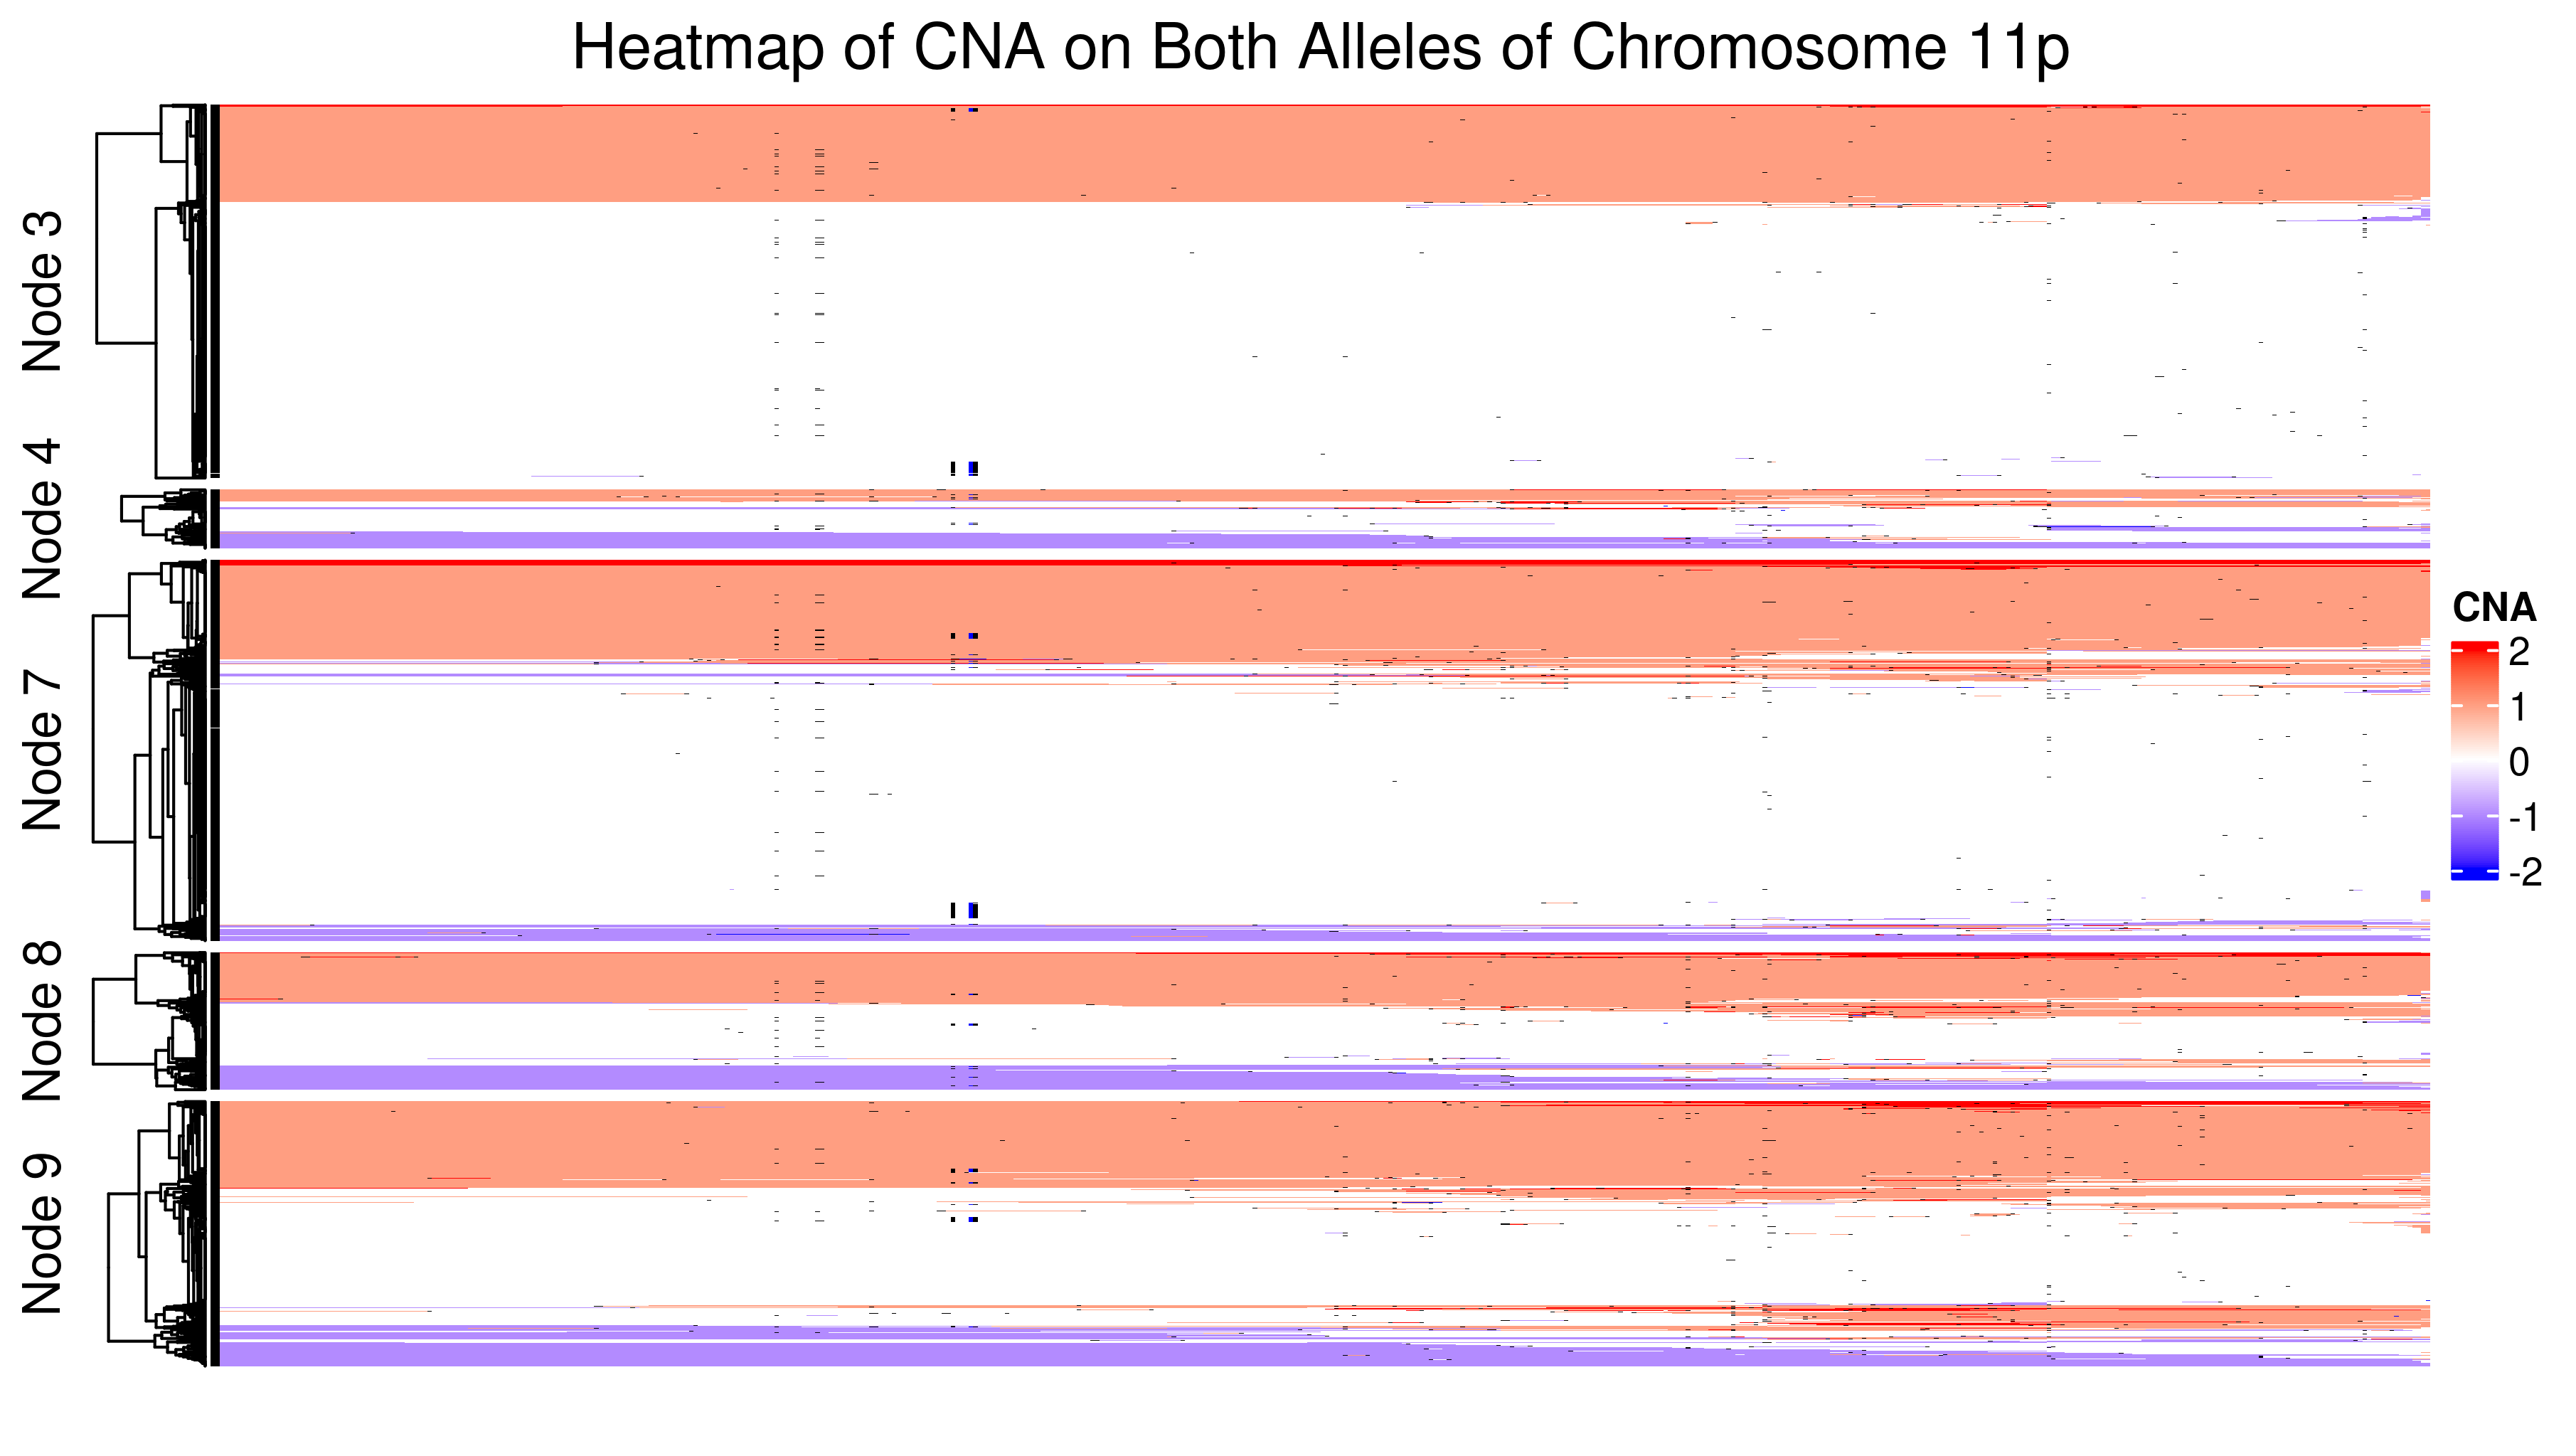 Heatmap of CNA on Both Alleles of Chromosome 11p
Node 3
Node 4
Node 7
Node 8
Node 9
CNA
2
1
0
-1
-2